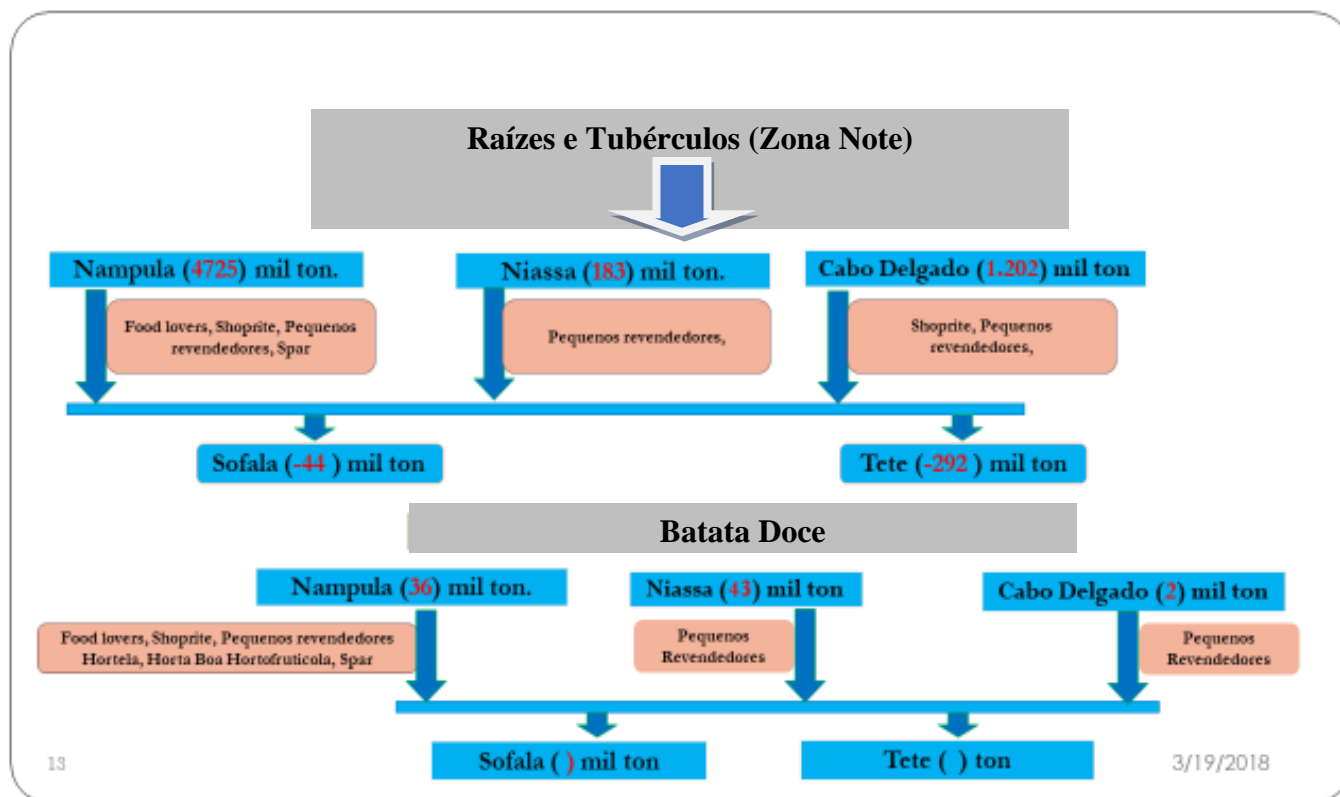 Raízes e Tubérculos (Zona Note)
Nampula (4725) mil ton.
Niassa (183) mil ton.
Cabo Delgado (1.202) mil ton
Food lovers, Shoprite, Pequenos
revendedores, Spar
Pequenos revendedores,
Shoprite, Pequenos
revendedores,
Sofala (-44 ) mil ton
Tete (-292 ) mil ton
Batata Doce
Nampula (36) mil ton.
Niassa (43) mil ton
Cabo Delgado (2) mil ton
Food lovers, Shoprite, Pequenos revendedores
Hortela, Horta Boa Hortofruticola, Spar
Pequenos
Revendedores
Pequenos
Revendedores
Sofala ( ) mil ton
Tete ( ) ton
13
3/19/2018